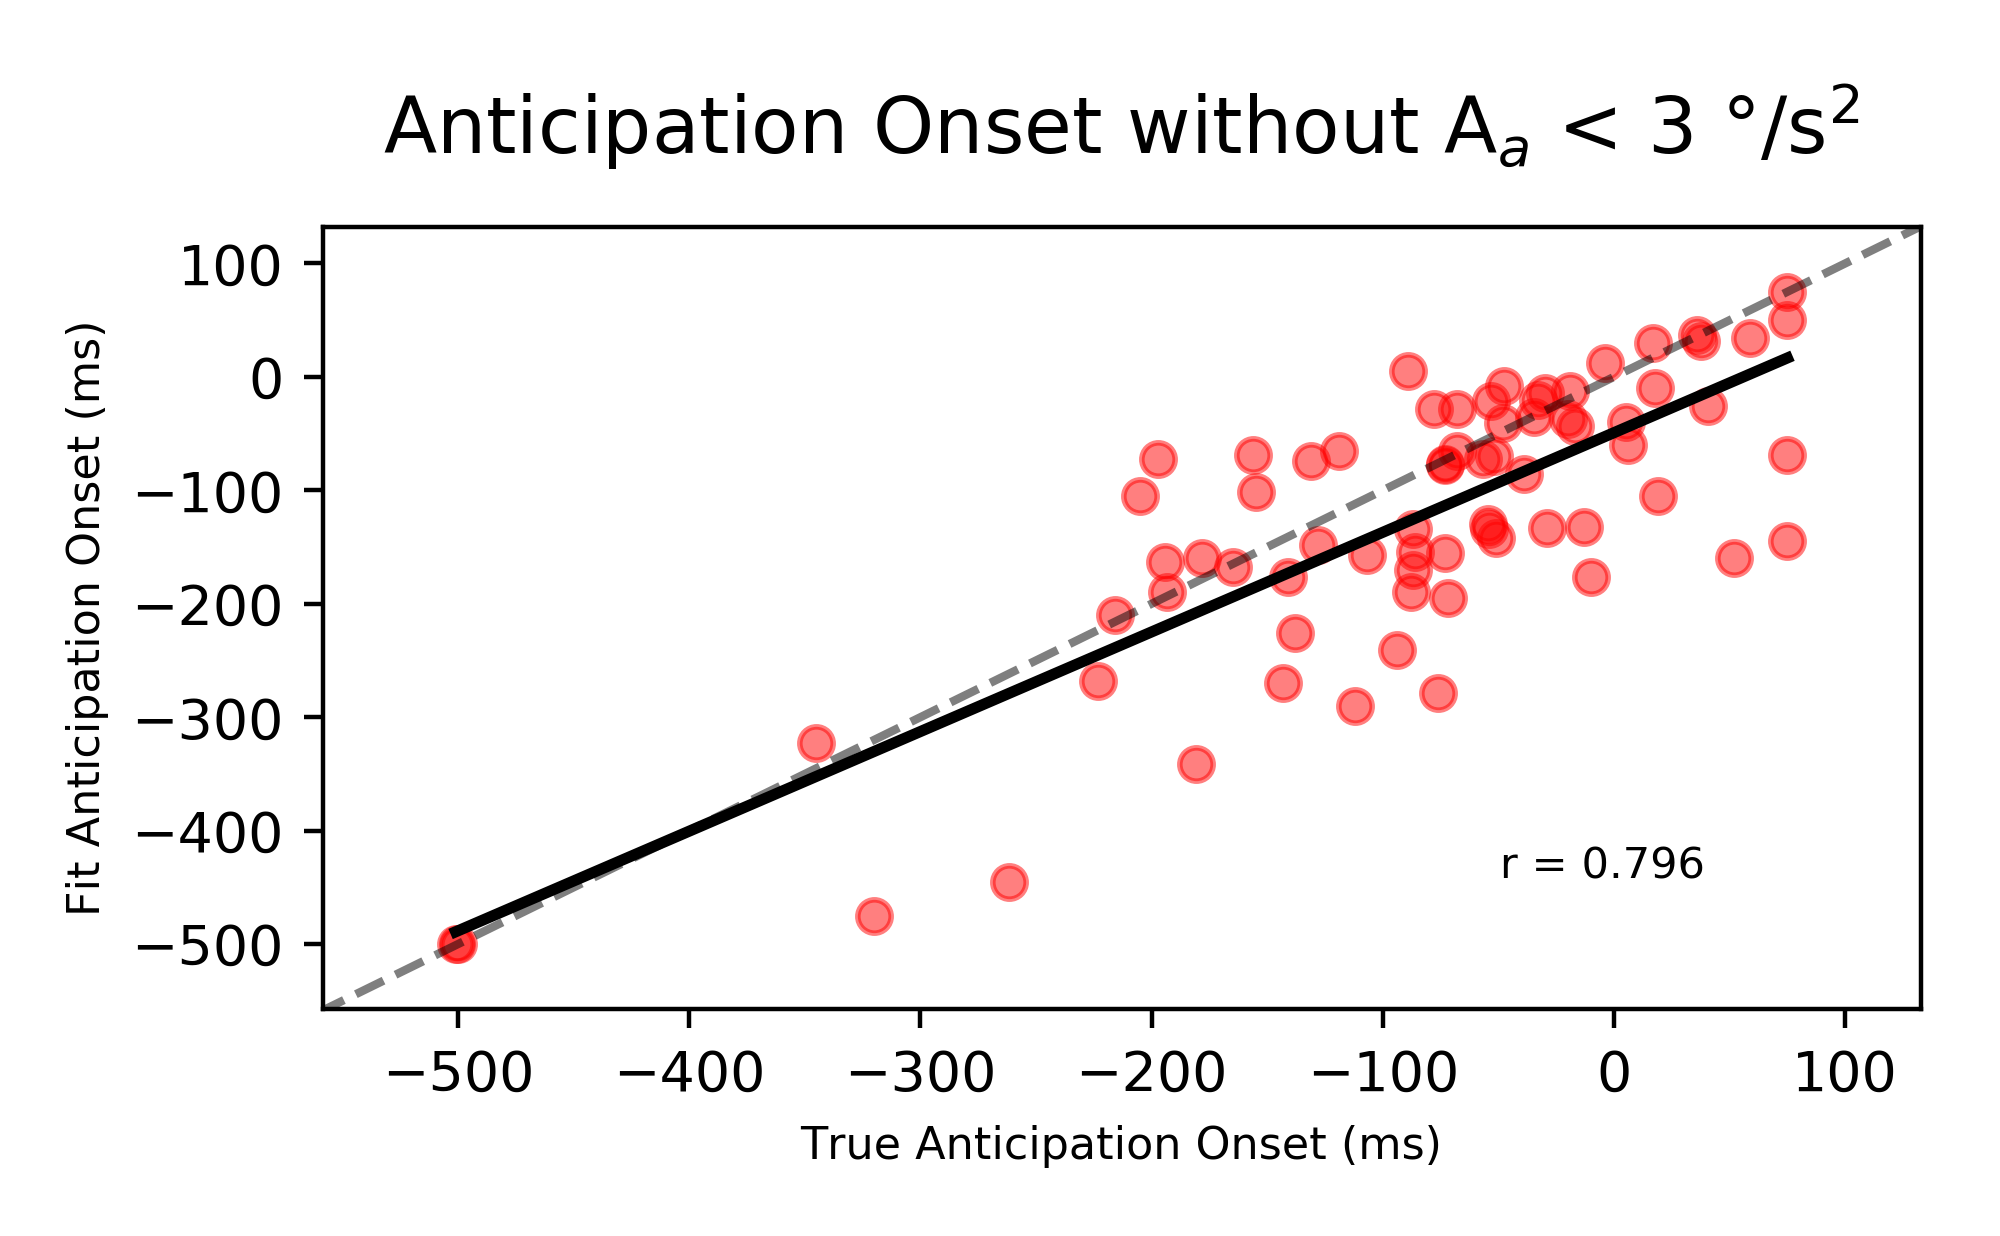 Anticipation Onset without Aₐ < 3 °/s²
100
0
−100
−200
−300
−400
−500
Fit Anticipation Onset (ms)
r = 0.796
−500 −400 −300 −200 −100 0 100
True Anticipation Onset (ms)